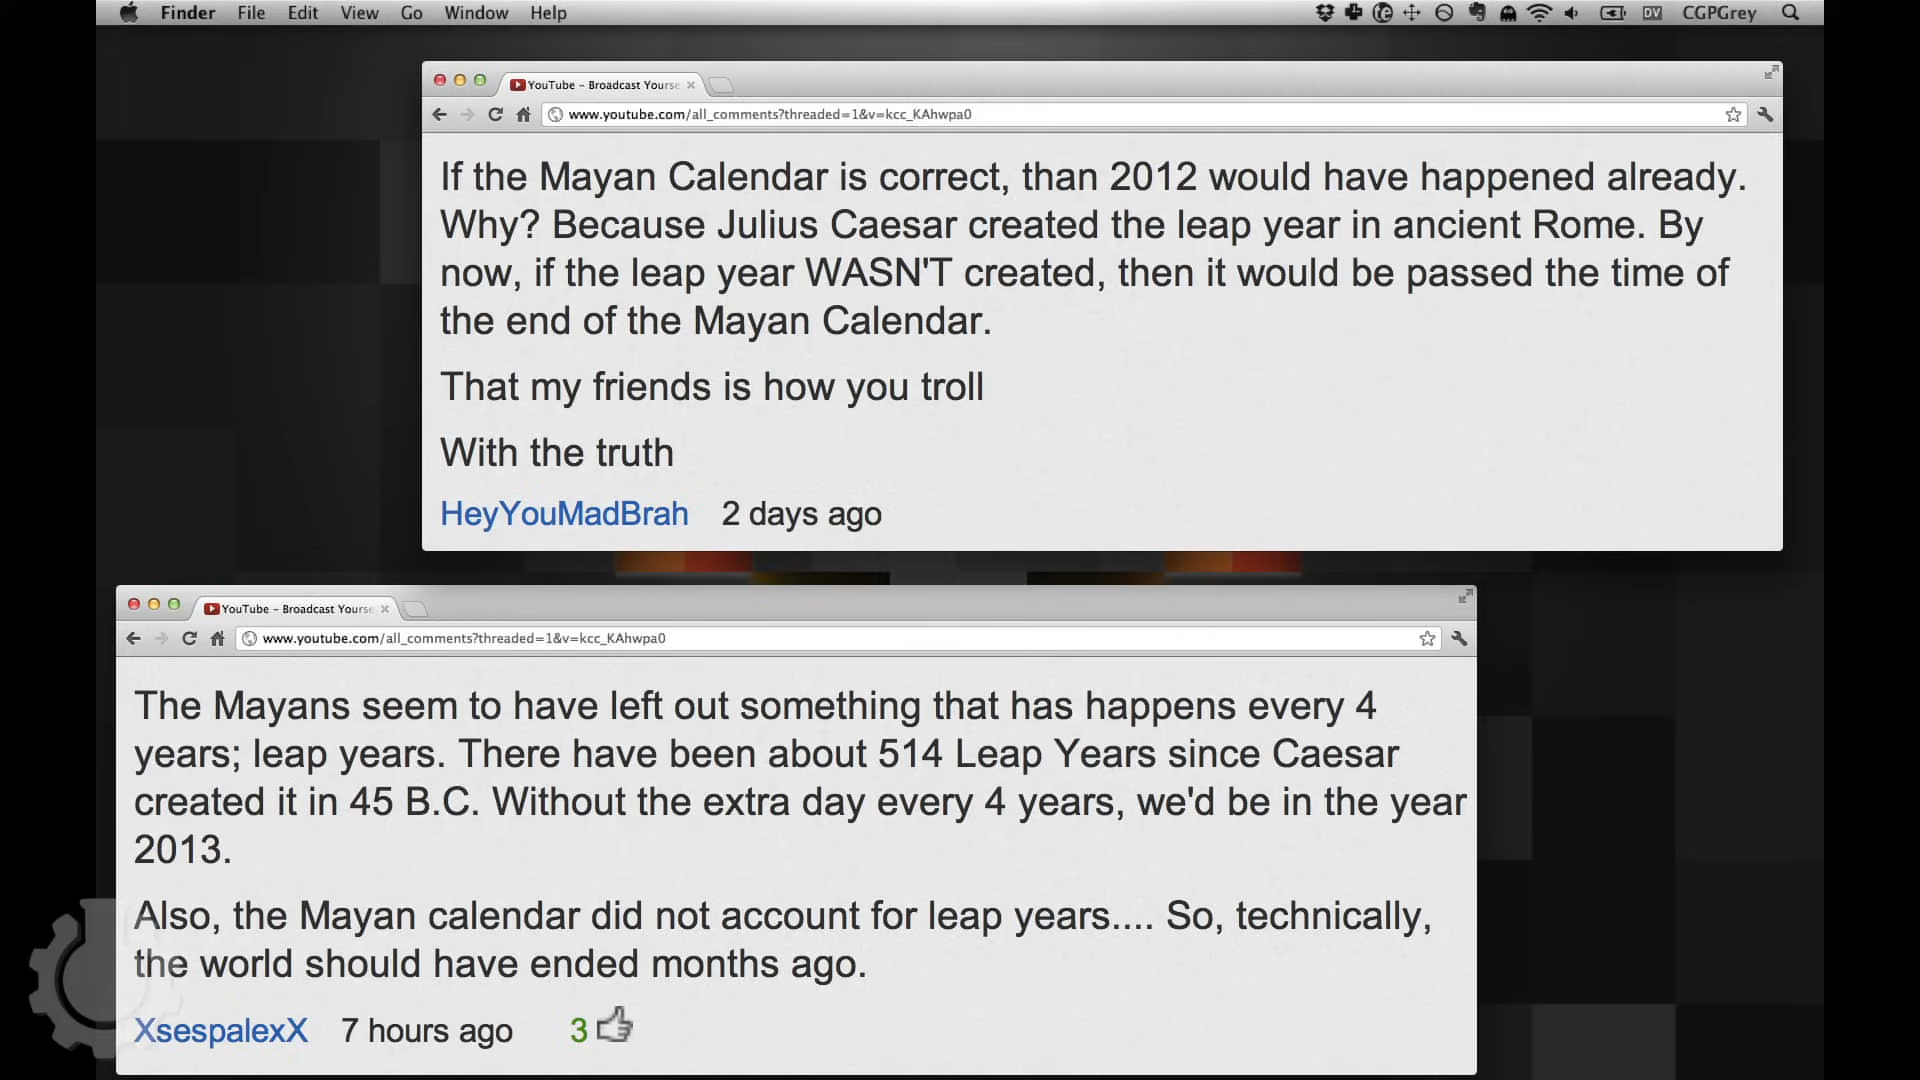 Finder File Edit View Go Window Help CGPGrey
YouTube – Broadcast Yourse
www.youtube.com/all_comments?threaded=1&v=kcc_KAhwpa0
If the Mayan Calendar is correct, than 2012 would have happened already.
Why? Because Julius Caesar created the leap year in ancient Rome. By
now, if the leap year WASN'T created, then it would be passed the time of
the end of the Mayan Calendar.
That my friends is how you troll
With the truth
HeyYouMadBrah 2 days ago
YouTube – Broadcast Yourse
www.youtube.com/all_comments?threaded=1&v=kcc_KAhwpa0
The Mayans seem to have left out something that has happens every 4
years; leap years. There have been about 514 Leap Years since Caesar
created it in 45 B.C. Without the extra day every 4 years, we'd be in the year
2013.
Also, the Mayan calendar did not account for leap years.... So, technically,
the world should have ended months ago.
XsespalexX 7 hours ago 3